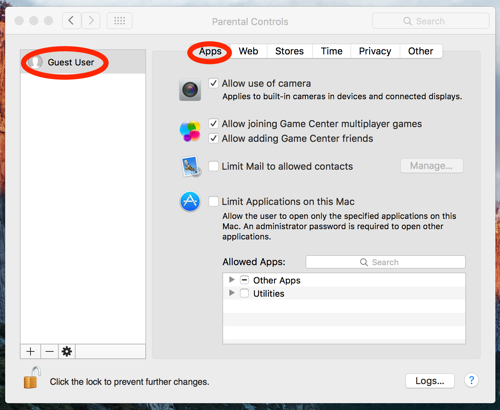 Parental Controls
Search
Guest User
Apps Web Stores Time Privacy Other
Allow use of camera
Applies to built-in cameras in devices and connected displays.
Allow joining Game Center multiplayer games
Allow adding Game Center friends
Limit Mail to allowed contacts
Manage...
Limit Applications on this Mac
Allow the user to open only the specified applications on this
Mac. An administrator password is required to open other
applications.
Allowed Apps:
Search
Other Apps
Utilities
Click the lock to prevent further changes.
Logs...
?